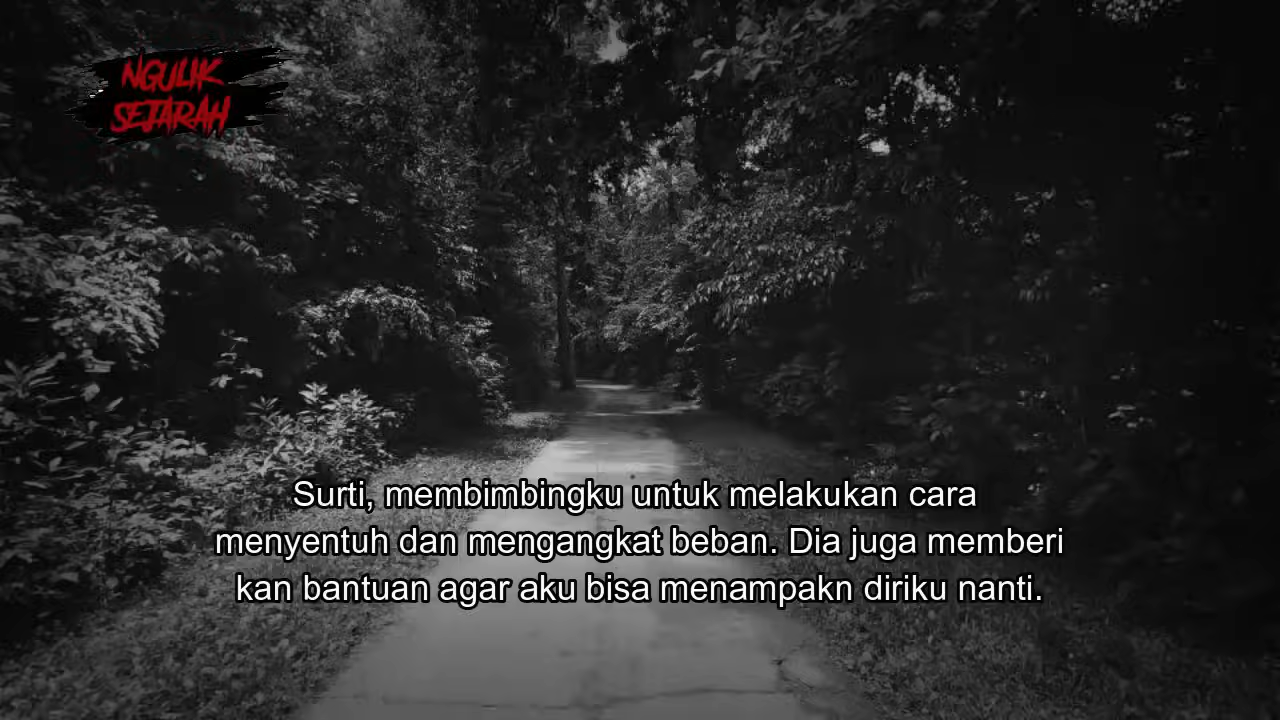 NGULIK
SEJARAH
Surti, membimbingku untuk melakukan cara
menyentuh dan mengangkat beban. Dia juga memberi
kan bantuan agar aku bisa menampakn diriku nanti.